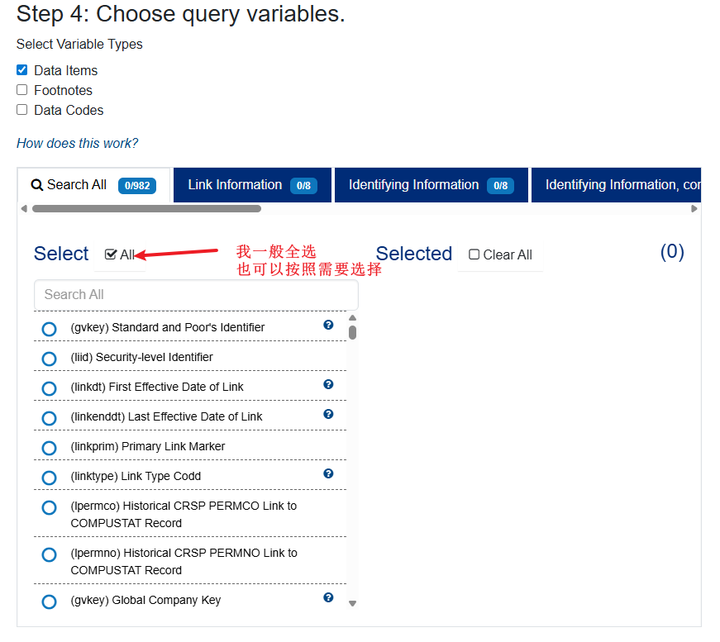 Step 4: Choose query variables.
Select Variable Types
Data Items
Footnotes
Data Codes
How does this work?
Search All 0/982 Link Information 0/8 Identifying Information 0/8 Identifying Information, cor
Select All 我一般全选 Selected Clear All (0)
也可以按照需要选择
Search All
(gvkey) Standard and Poor's Identifier
(liid) Security-level Identifier
(linkdt) First Effective Date of Link
(linkenddt) Last Effective Date of Link
(linkprim) Primary Link Marker
(linktype) Link Type Codd
(lpermco) Historical CRSP PERMCO Link to
COMPUSTAT Record
(lpermno) Historical CRSP PERMNO Link to
COMPUSTAT Record
(gvkey) Global Company Key